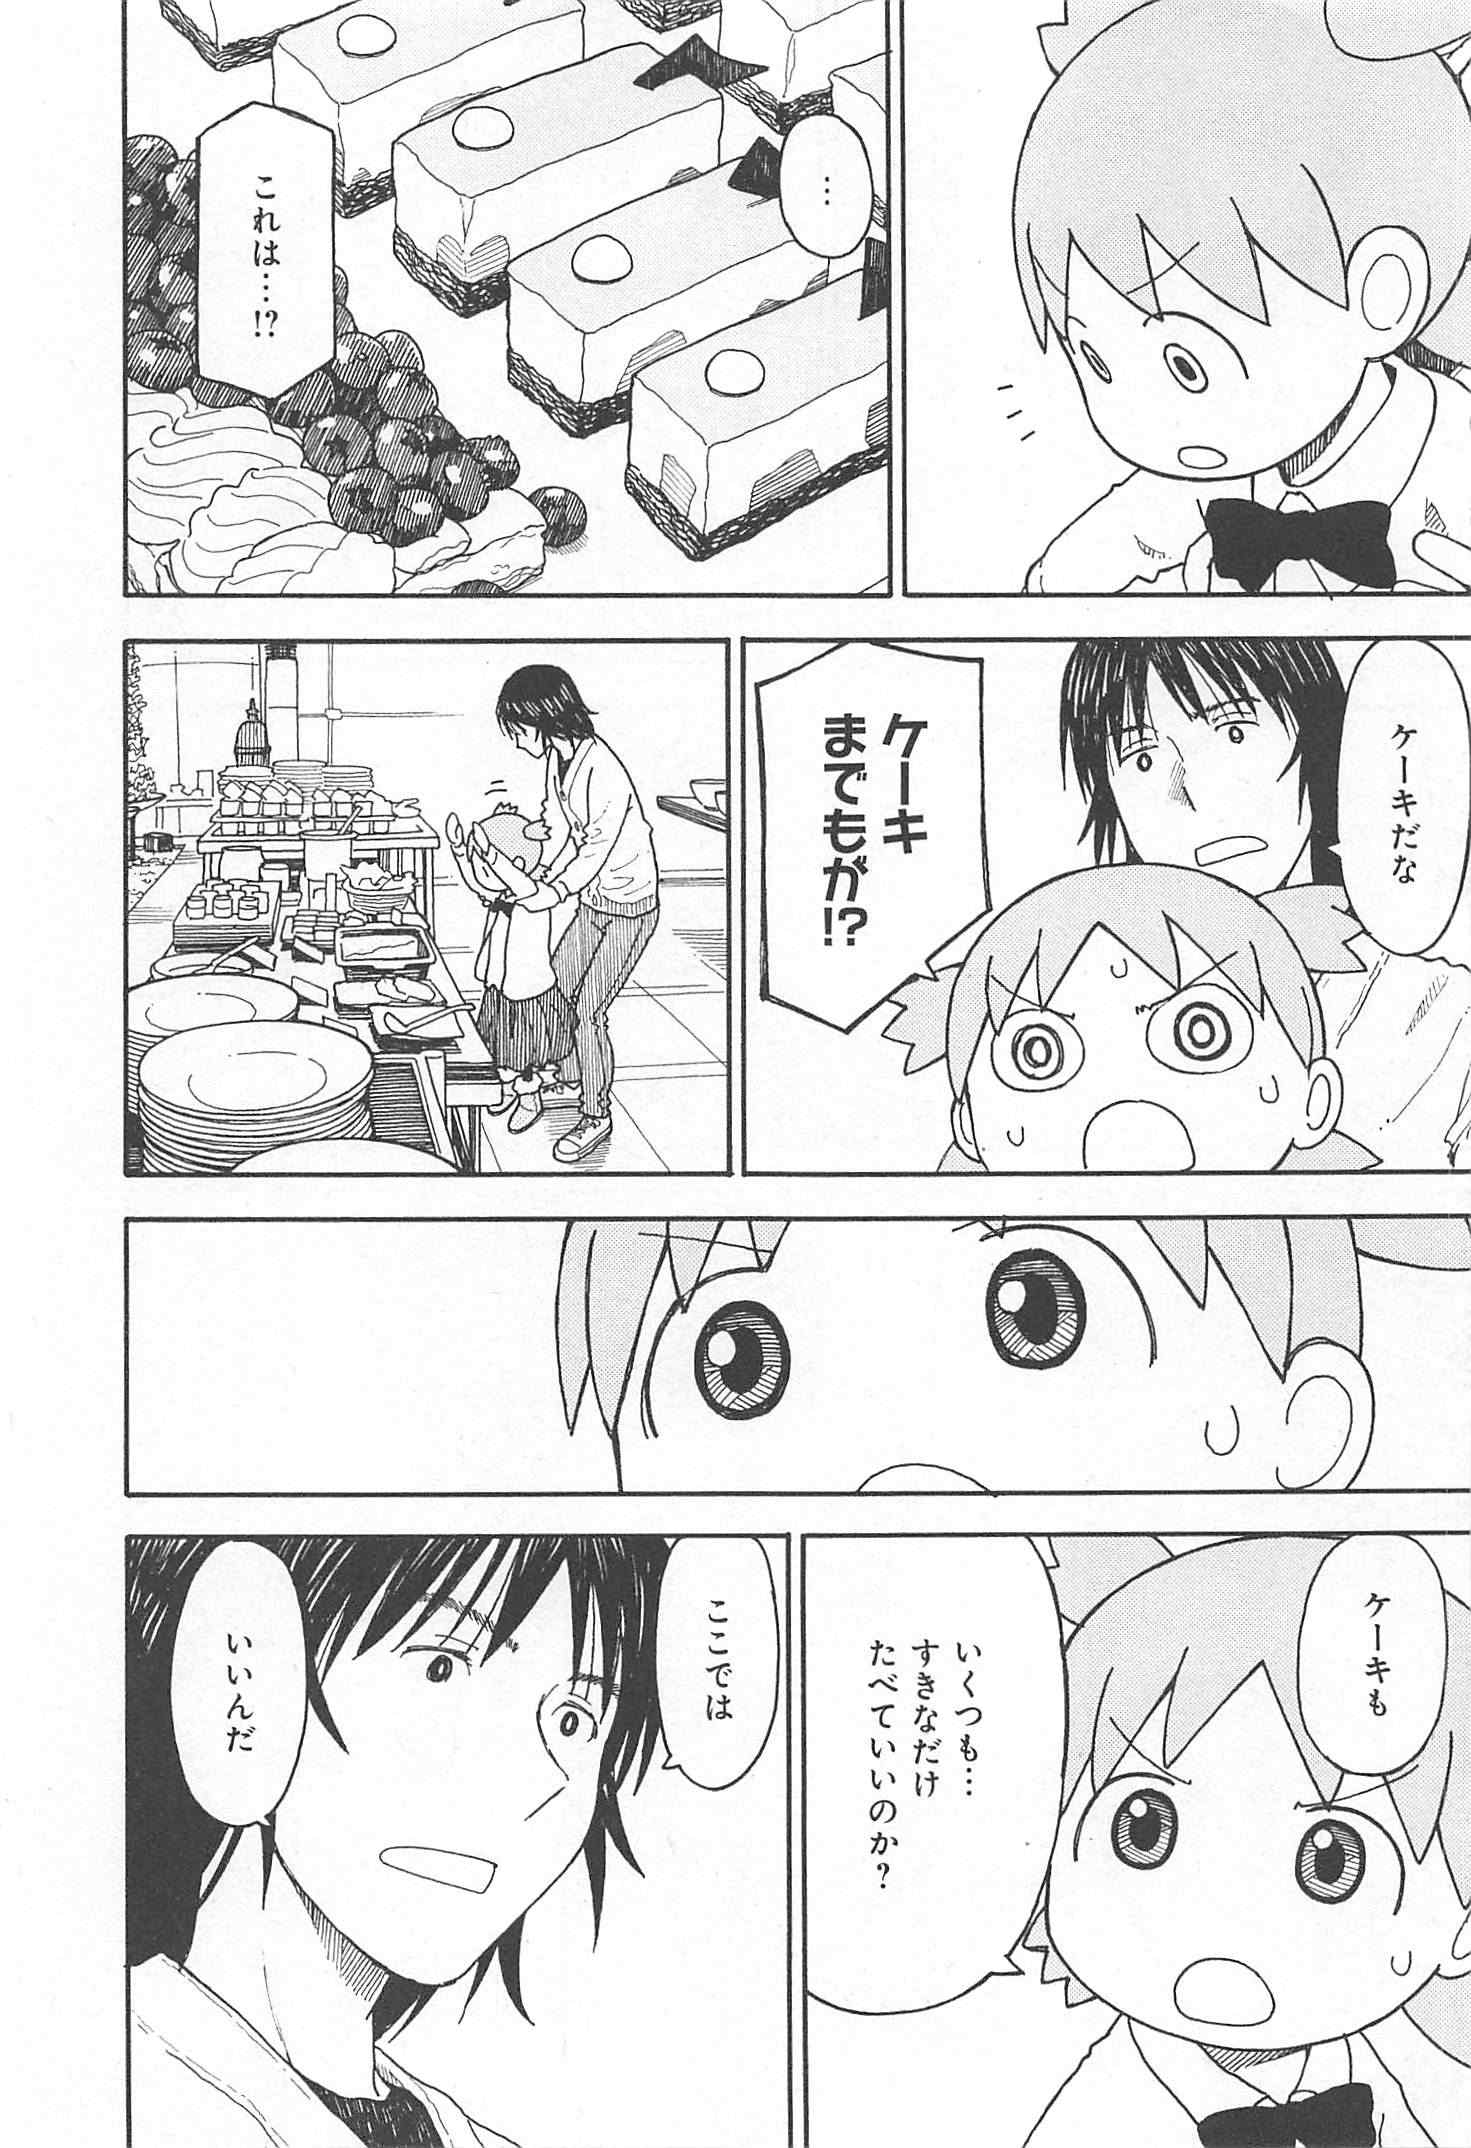 …
これは…!?
ケーキだな
ケーキ
までもが!?
ケーキも
いくつも…
すきなだけ
たべていいのか?
ここでは
いいんだ